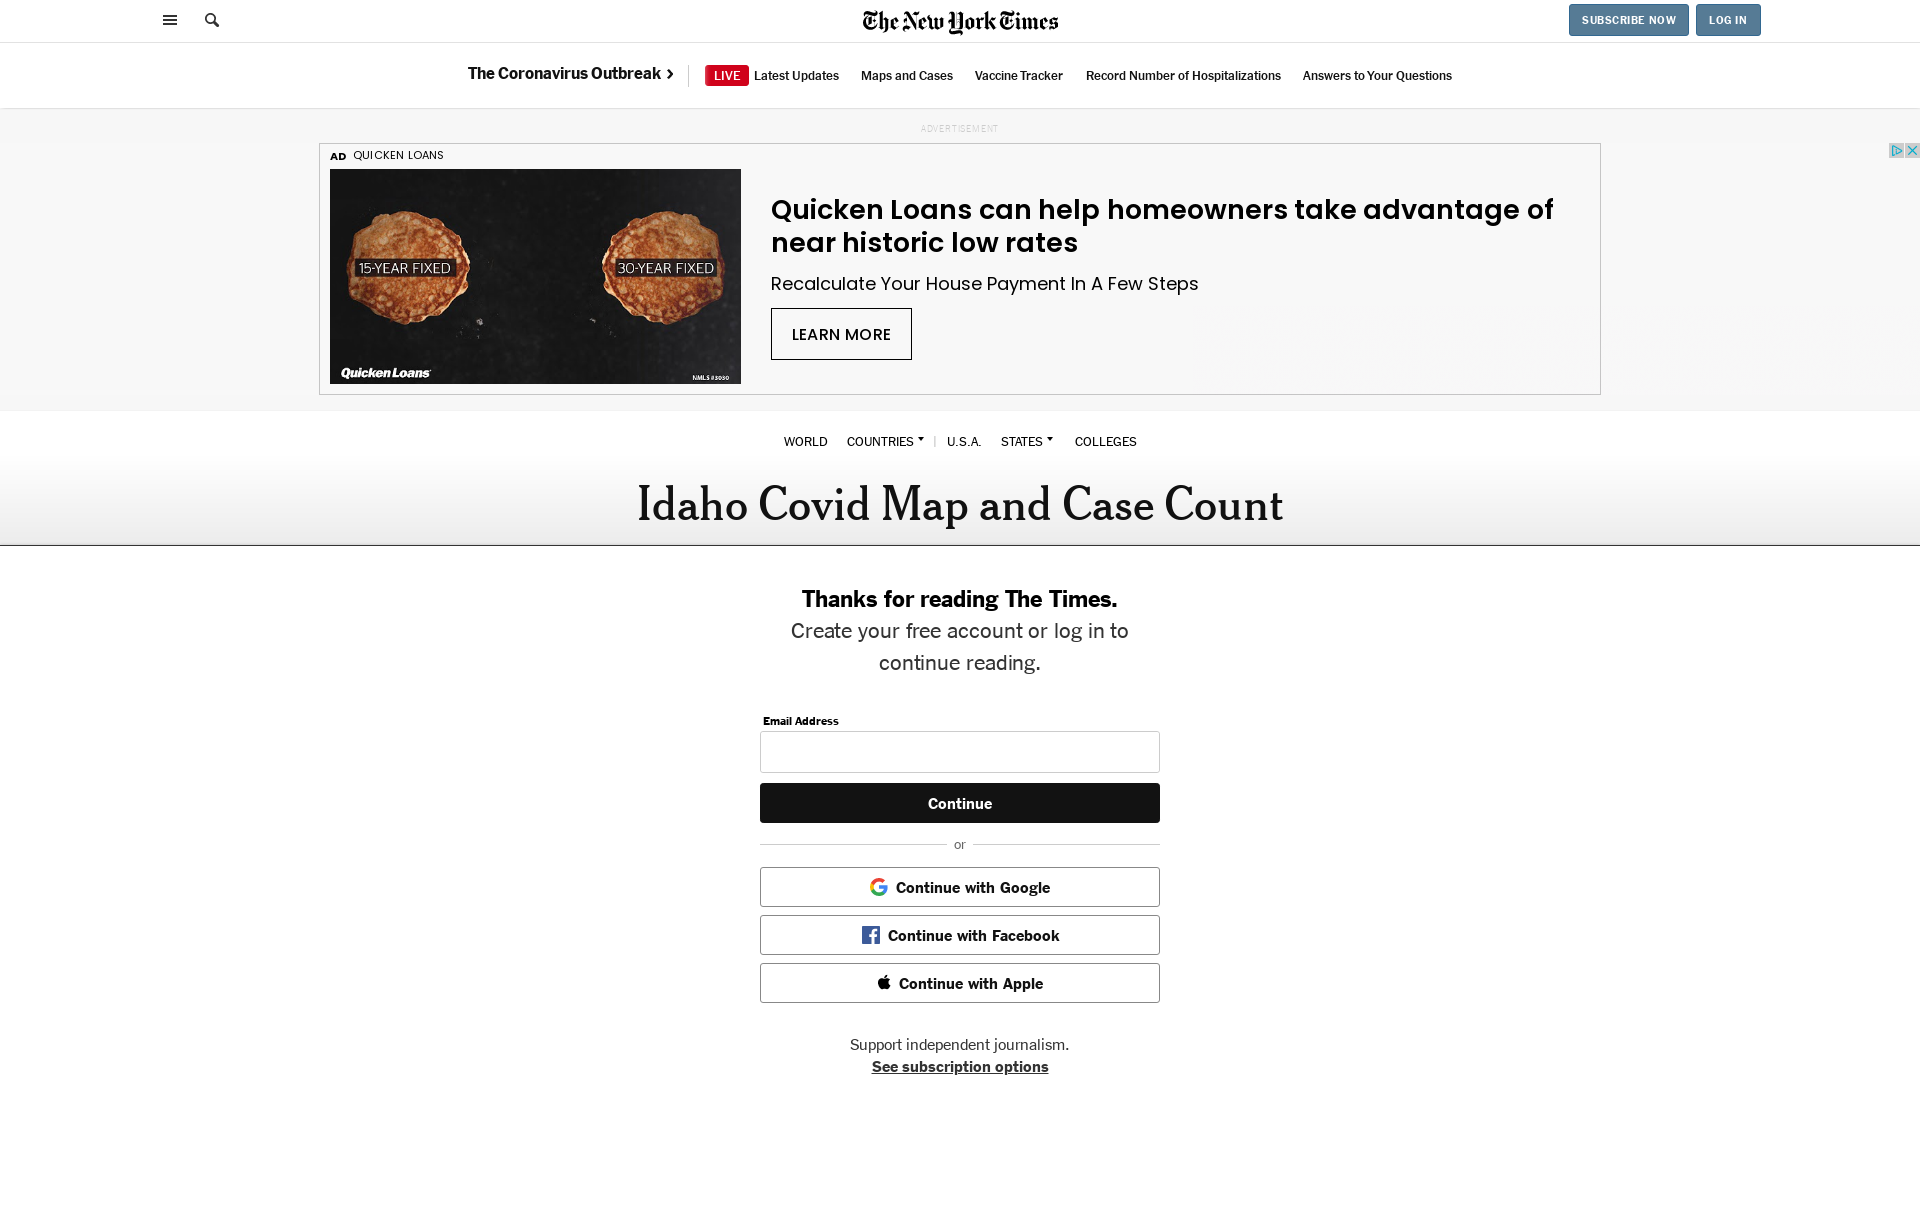 The New York Times
SUBSCRIBE NOW
LOG IN
The Coronavirus Outbreak
LIVE Latest Updates
Maps and Cases
Vaccine Tracker
Record Number of Hospitalizations
Answers to Your Questions
ADVERTISEMENT
AD QUICKEN LOANS
15-YEAR FIXED
30-YEAR FIXED
Quicken Loans
NMLS #3030
Quicken Loans can help homeowners take advantage of
near historic low rates
Recalculate Your House Payment In A Few Steps
LEARN MORE
WORLD
COUNTRIES
U.S.A.
STATES
COLLEGES
Idaho Covid Map and Case Count
Thanks for reading The Times.
Create your free account or log in to
continue reading.
Email Address
Continue
or
Continue with Google
Continue with Facebook
Continue with Apple
Support independent journalism.
See subscription options